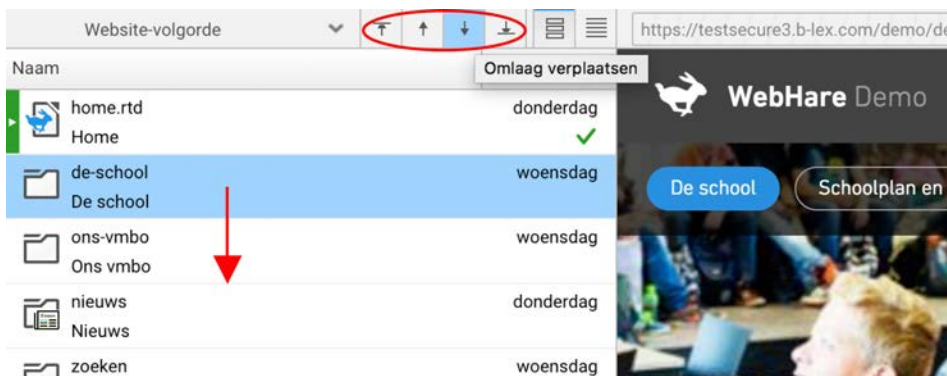 Website-volgorde
https://testsecure3.b-lex.com/demo/de
Naam
Omlaag verplaatsen
home.rtd donderdag
Home
WebHare Demo
de-school woensdag
De school
De school Schoolplan en
ons-vmbo woensdag
Ons vmbo
nieuws donderdag
Nieuws
zoeken woensdag